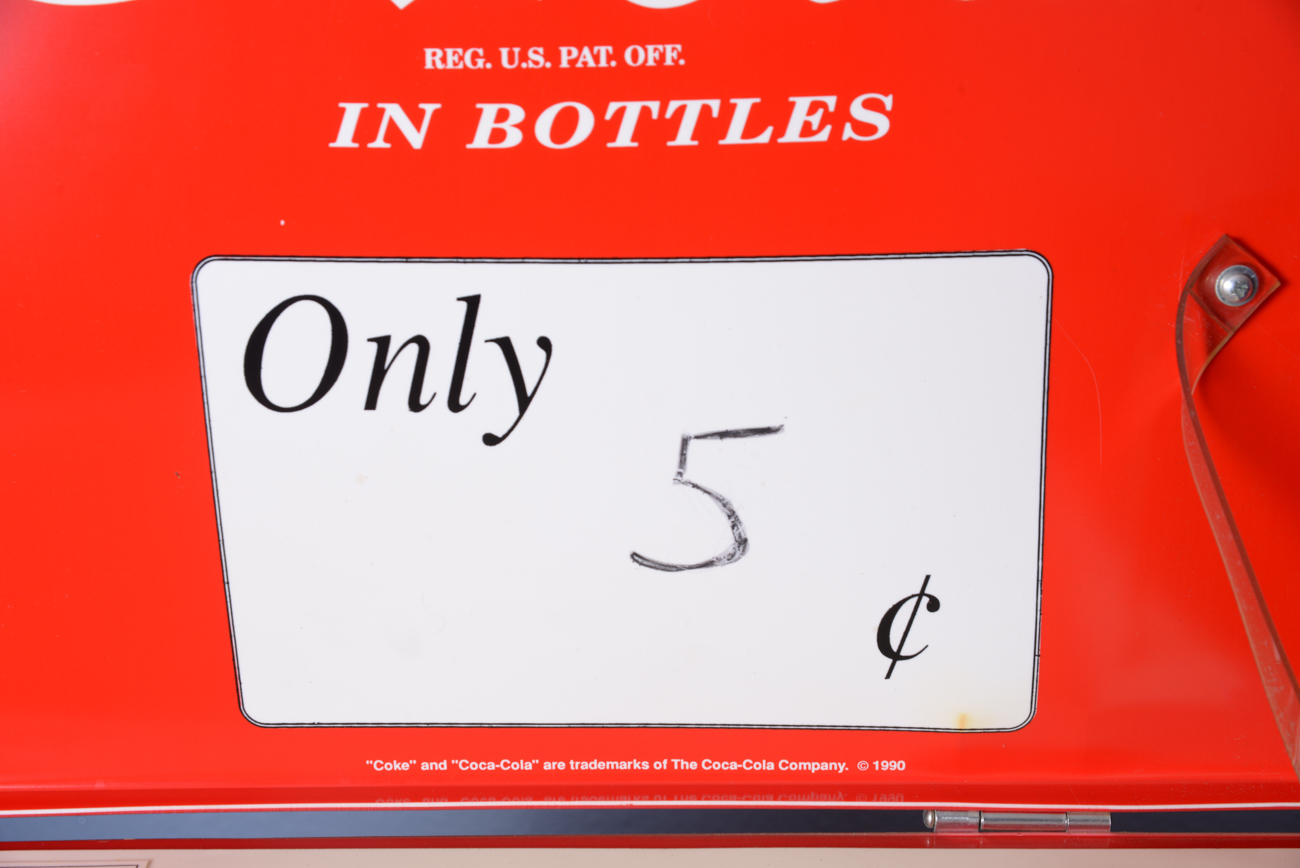 REG. U.S. PAT. OFF.
IN BOTTLES
Only
5
¢
"Coke" and "Coca-Cola" are trademarks of The Coca-Cola Company. © 1990